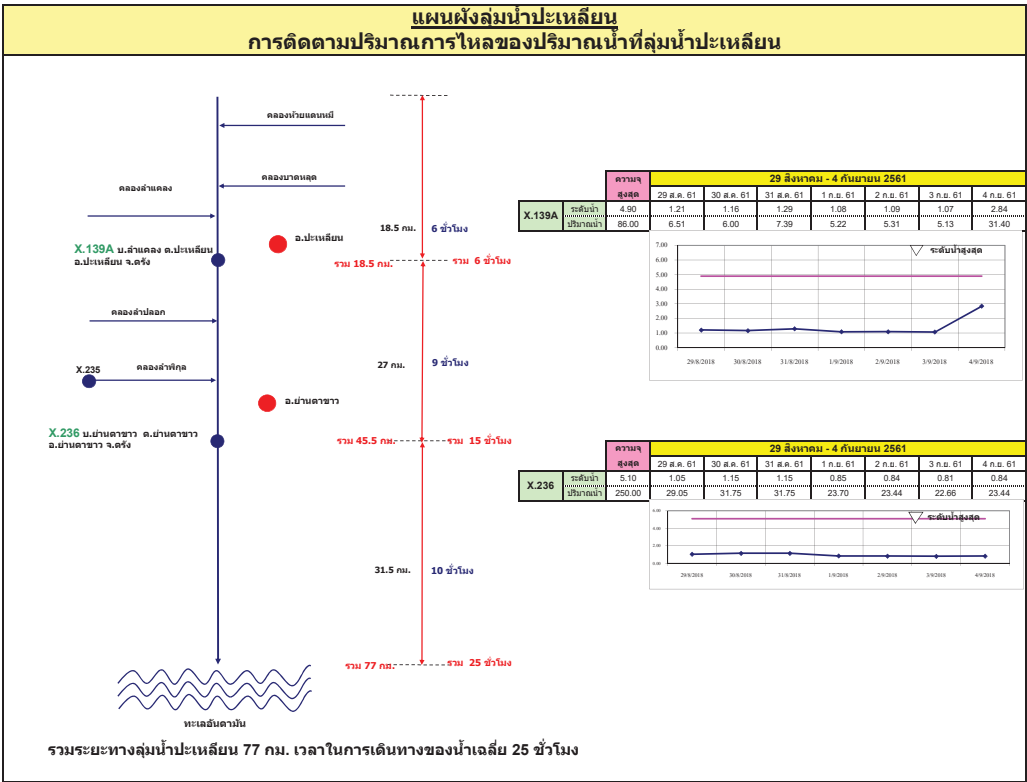 แผนผังลุ่มน้ำปะเหลียน
การติดตามปริมาณการไหลของปริมาณน้ำที่ลุ่มน้ำปะเหลียน
คลองห้วยแดนหมี
คลองบาตหลุด
คลองลำแคลง
18.5 กม. 6 ชั่วโมง
อ.ปะเหลียน
X.139A บ.ลำแคลง ต.ปะเหลียน
อ.ปะเหลียน จ.ตรัง
รวม 18.5 กม. รวม 6 ชั่วโมง
คลองลำปลอก
27 กม. 9 ชั่วโมง
X.235 คลองลำพิกุล
อ.ย่านตาขาว
X.236 บ.ย่านตาขาว ต.ย่านตาขาว
อ.ย่านตาขาว จ.ตรัง
รวม 45.5 กม. รวม 15 ชั่วโมง
31.5 กม. 10 ชั่วโมง
รวม 77 กม. รวม 25 ชั่วโมง
ทะเลอันดามัน
รวมระยะทางลุ่มน้ำปะเหลียน 77 กม. เวลาในการเดินทางของน้ำเฉลี่ย 25 ชั่วโมง
ความจุ 29 สิงหาคม - 4 กันยายน 2561
สูงสุด 29 ส.ค. 61 30 ส.ค. 61 31 ส.ค. 61 1 ก.ย. 61 2 ก.ย. 61 3 ก.ย. 61 4 ก.ย. 61
X.139A
ระดับน้ำ 4.90 1.21 1.16 1.29 1.08 1.09 1.07 2.84
ปริมาณน้ำ 86.00 6.51 6.00 7.39 5.22 5.31 5.13 31.40
ระดับน้ำสูงสุด
7.00
6.00
5.00
4.00
3.00
2.00
1.00
0.00
29/8/2018 30/8/2018 31/8/2018 1/9/2018 2/9/2018 3/9/2018 4/9/2018
ความจุ 29 สิงหาคม - 4 กันยายน 2561
สูงสุด 29 ส.ค. 61 30 ส.ค. 61 31 ส.ค. 61 1 ก.ย. 61 2 ก.ย. 61 3 ก.ย. 61 4 ก.ย. 61
X.236
ระดับน้ำ 5.10 1.05 1.15 1.15 0.85 0.84 0.81 0.84
ปริมาณน้ำ 250.00 29.05 31.75 31.75 23.70 23.44 22.66 23.44
ระดับน้ำสูงสุด
6.00
4.00
2.00
0.00
29/8/2018 30/8/2018 31/8/2018 1/9/2018 2/9/2018 3/9/2018 4/9/2018